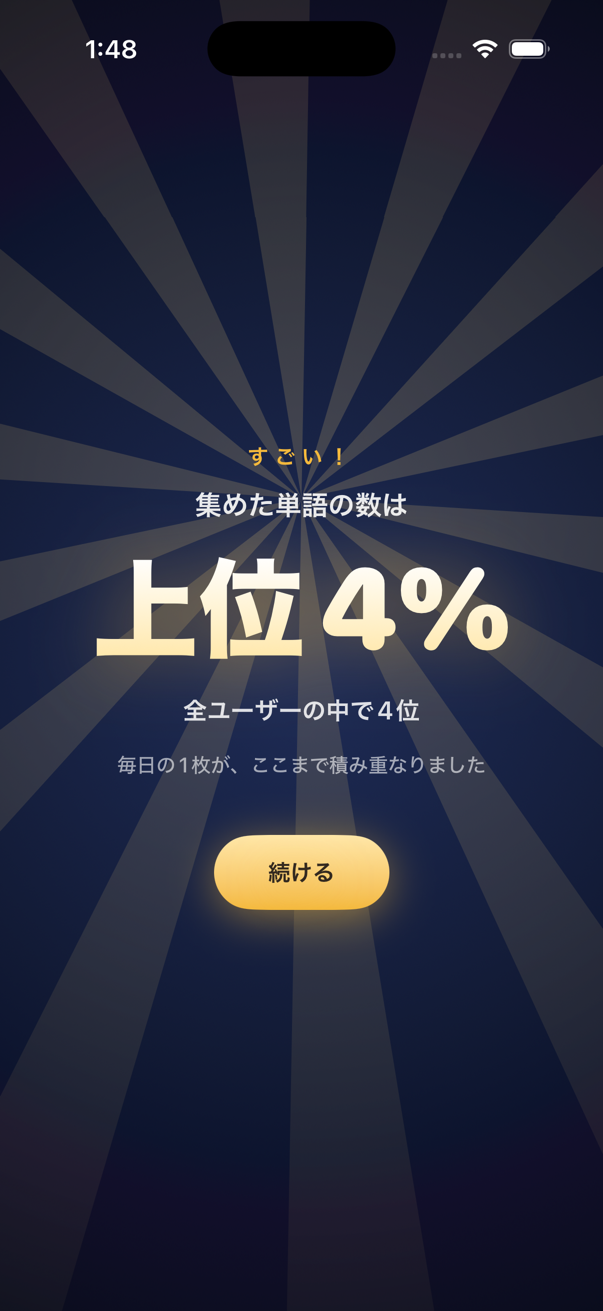 1:48
すごい！
集めた単語の数は
上位4%
全ユーザーの中で4位
毎日の1枚が、ここまで積み重なりました
続ける